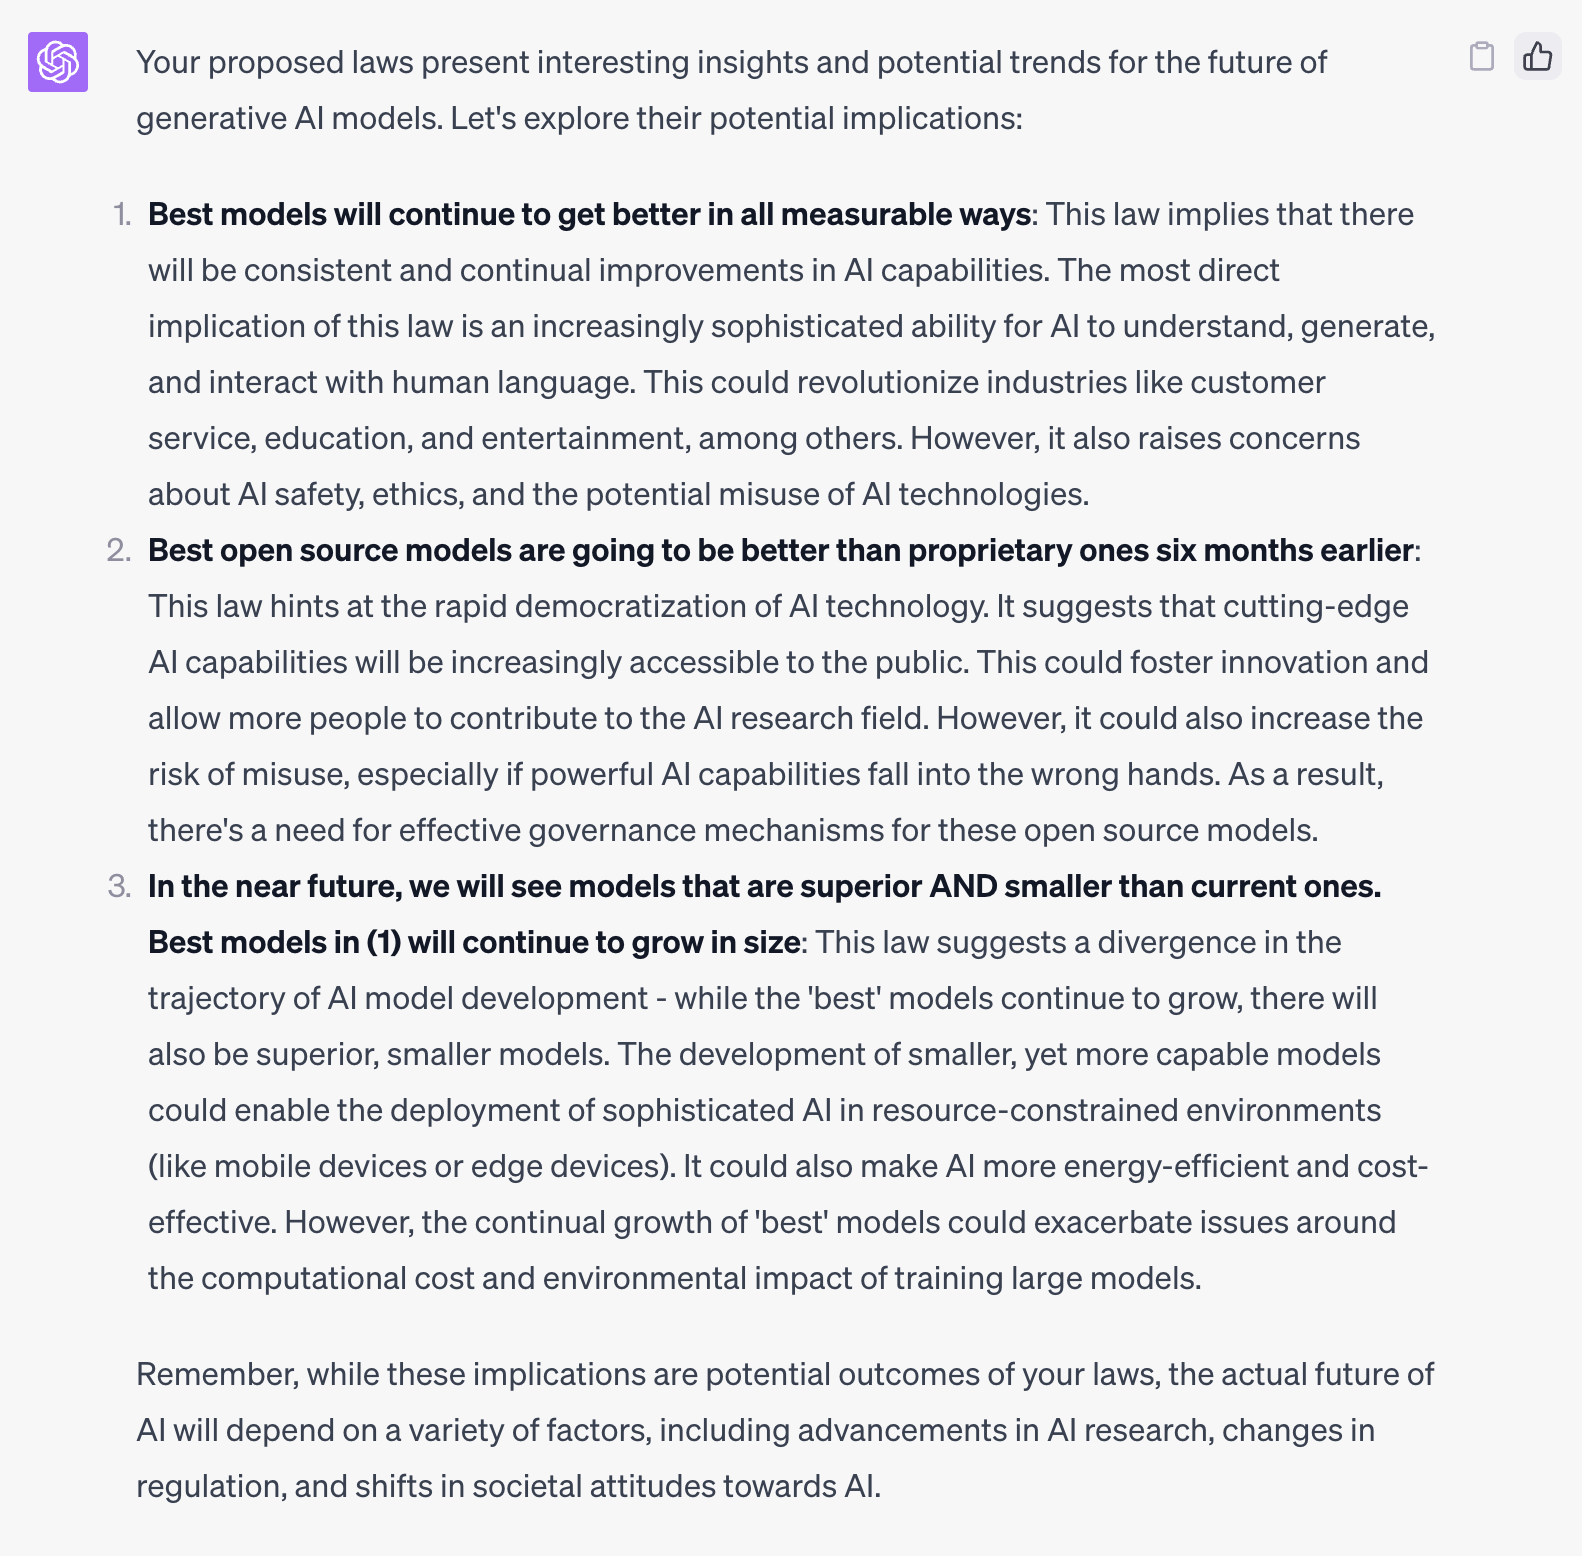 Your proposed laws present interesting insights and potential trends for the future of
generative AI models. Let's explore their potential implications:
1. Best models will continue to get better in all measurable ways: This law implies that there
will be consistent and continual improvements in AI capabilities. The most direct
implication of this law is an increasingly sophisticated ability for AI to understand, generate,
and interact with human language. This could revolutionize industries like customer
service, education, and entertainment, among others. However, it also raises concerns
about AI safety, ethics, and the potential misuse of AI technologies.
2. Best open source models are going to be better than proprietary ones six months earlier:
This law hints at the rapid democratization of AI technology. It suggests that cutting-edge
AI capabilities will be increasingly accessible to the public. This could foster innovation and
allow more people to contribute to the AI research field. However, it could also increase the
risk of misuse, especially if powerful AI capabilities fall into the wrong hands. As a result,
there's a need for effective governance mechanisms for these open source models.
3. In the near future, we will see models that are superior AND smaller than current ones.
Best models in (1) will continue to grow in size: This law suggests a divergence in the
trajectory of AI model development - while the 'best' models continue to grow, there will
also be superior, smaller models. The development of smaller, yet more capable models
could enable the deployment of sophisticated AI in resource-constrained environments
(like mobile devices or edge devices). It could also make AI more energy-efficient and cost-
effective. However, the continual growth of 'best' models could exacerbate issues around
the computational cost and environmental impact of training large models.
Remember, while these implications are potential outcomes of your laws, the actual future of
AI will depend on a variety of factors, including advancements in AI research, changes in
regulation, and shifts in societal attitudes towards AI.